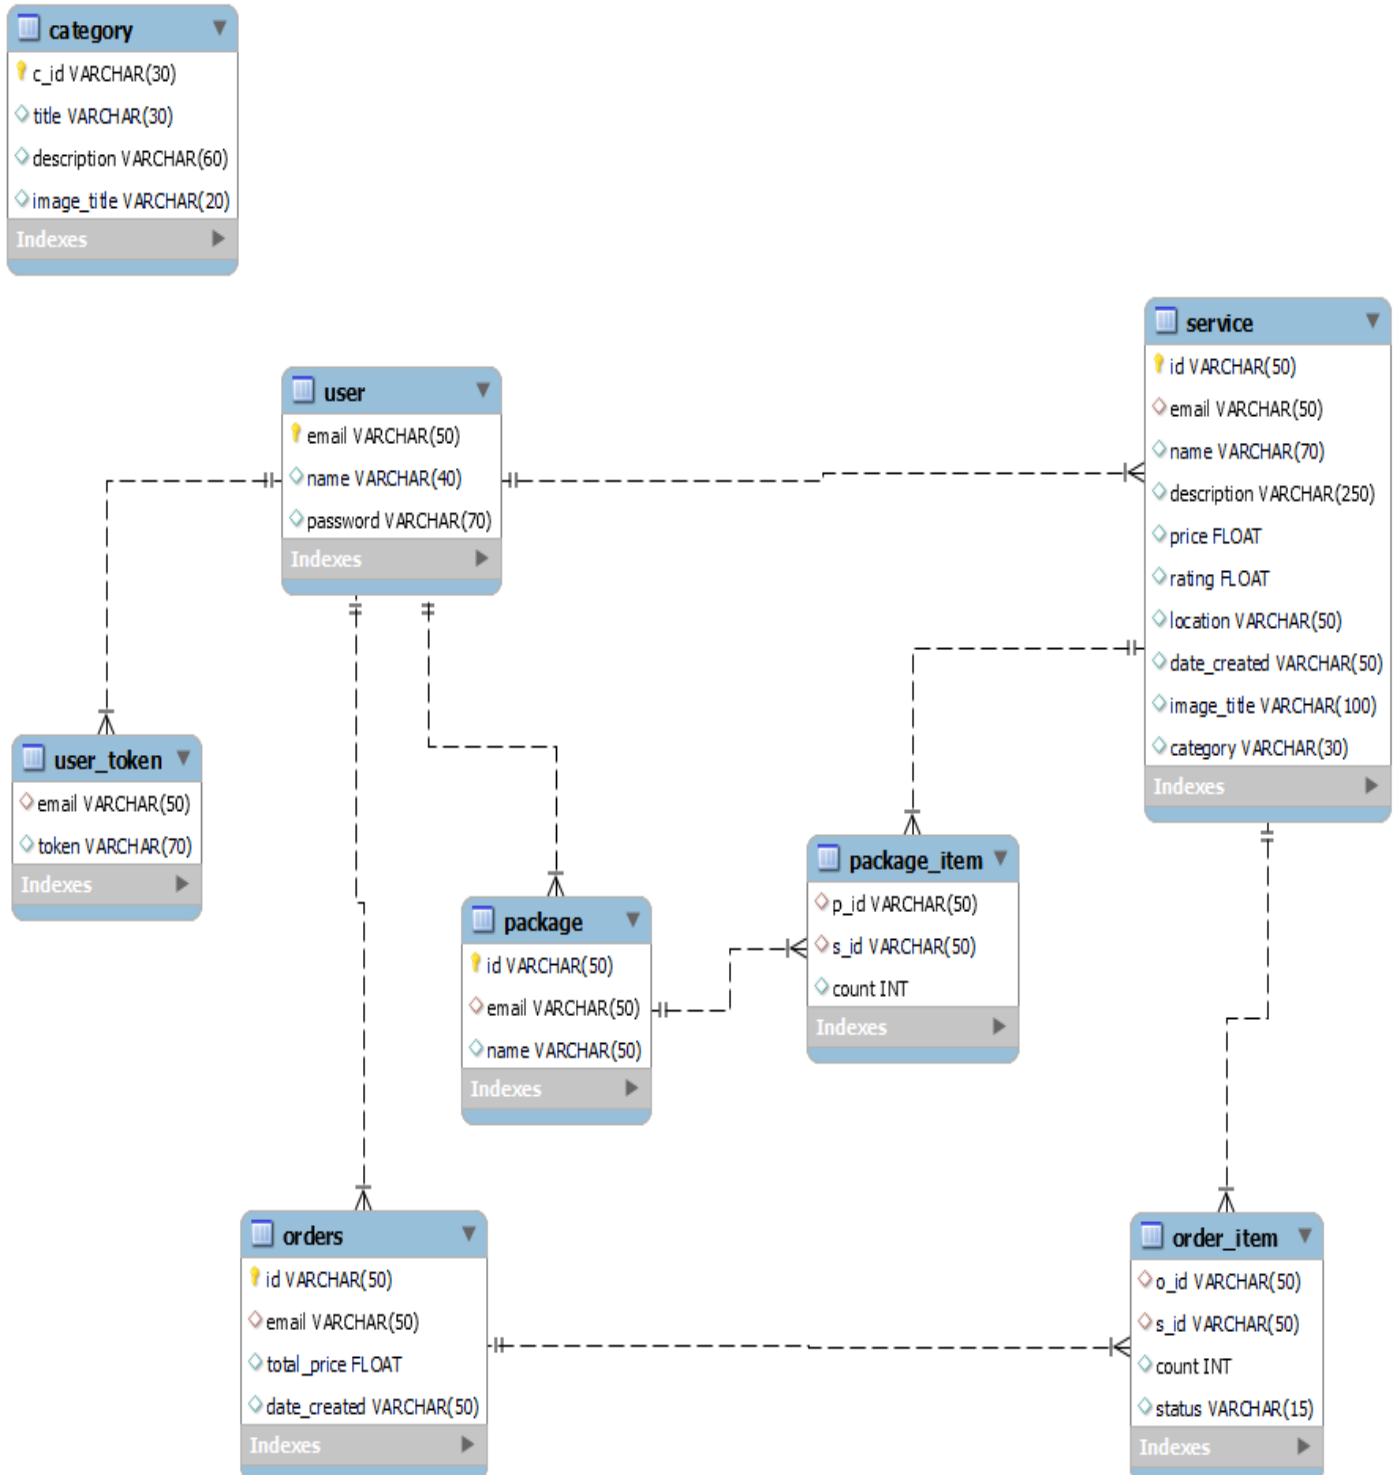 category
c_id VARCHAR(30)
title VARCHAR(30)
description VARCHAR(60)
image_title VARCHAR(20)
Indexes
service
id VARCHAR(50)
email VARCHAR(50)
name VARCHAR(70)
description VARCHAR(250)
price FLOAT
rating FLOAT
location VARCHAR(50)
date_created VARCHAR(50)
image_title VARCHAR(100)
category VARCHAR(30)
Indexes
user
email VARCHAR(50)
name VARCHAR(40)
password VARCHAR(70)
Indexes
user_token
email VARCHAR(50)
token VARCHAR(70)
Indexes
package
id VARCHAR(50)
email VARCHAR(50)
name VARCHAR(50)
Indexes
package_item
p_id VARCHAR(50)
s_id VARCHAR(50)
count INT
Indexes
orders
id VARCHAR(50)
email VARCHAR(50)
total_price FLOAT
date_created VARCHAR(50)
Indexes
order_item
o_id VARCHAR(50)
s_id VARCHAR(50)
count INT
status VARCHAR(15)
Indexes